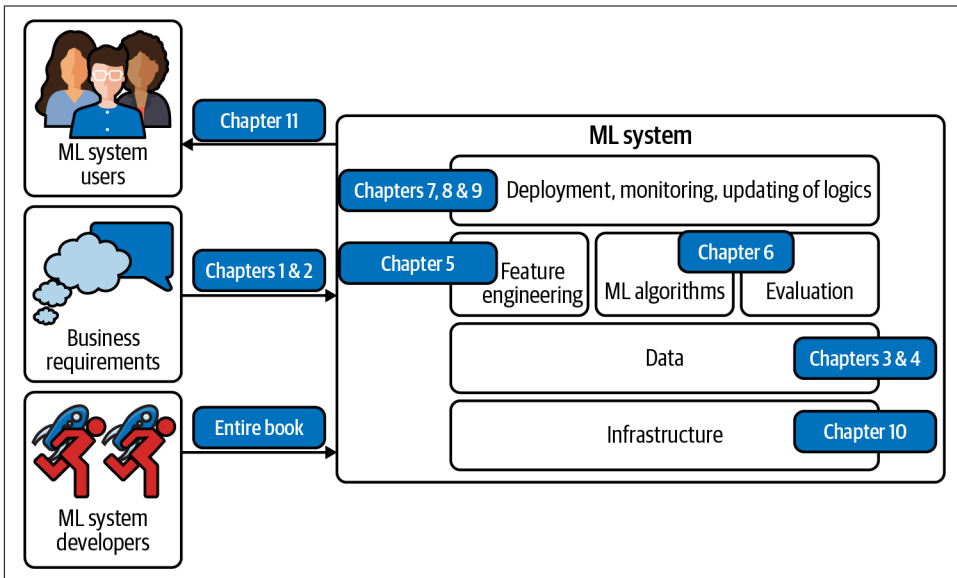 ML system
users
Chapter 11
Business
requirements
Chapters 1 & 2
ML system
developers
Entire book
ML system
Chapters 7, 8 & 9
Deployment, monitoring, updating of logics
Chapter 5
Feature
engineering
Chapter 6
ML algorithms
Evaluation
Data
Chapters 3 & 4
Infrastructure
Chapter 10